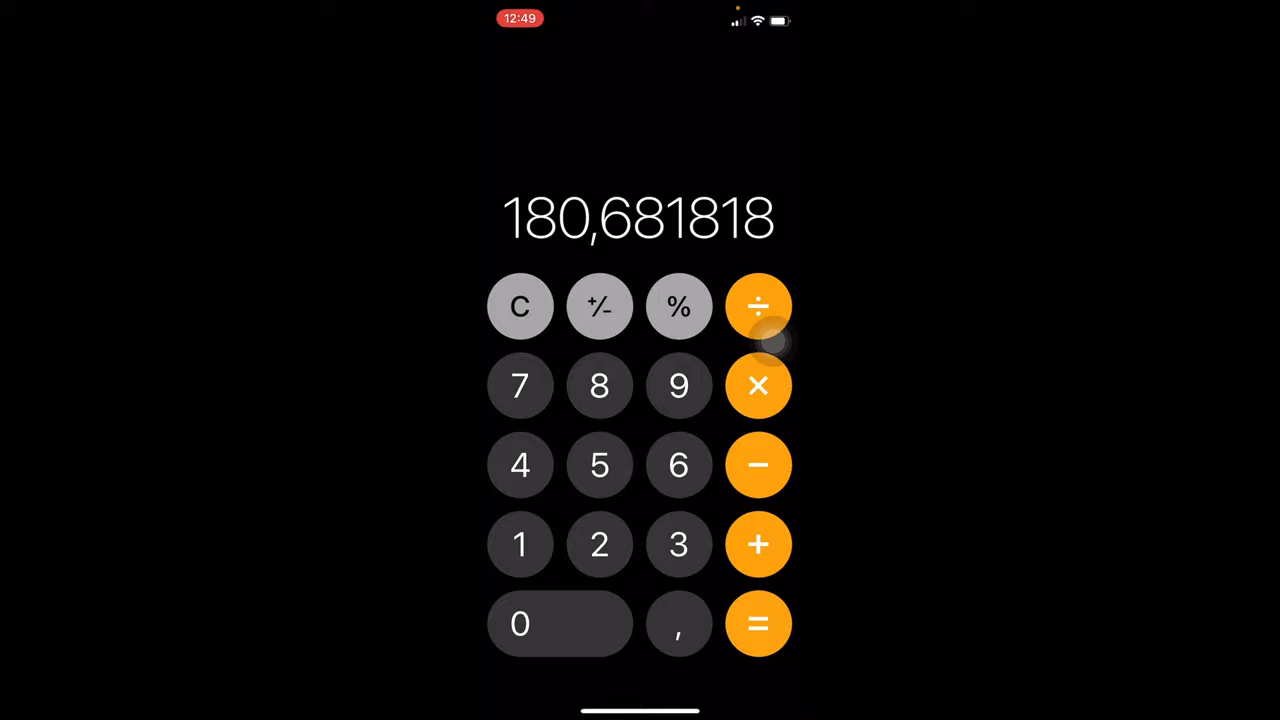 12:49
180,681818
C +/- % ÷
7 8 9 ×
4 5 6 −
1 2 3 +
0 , =